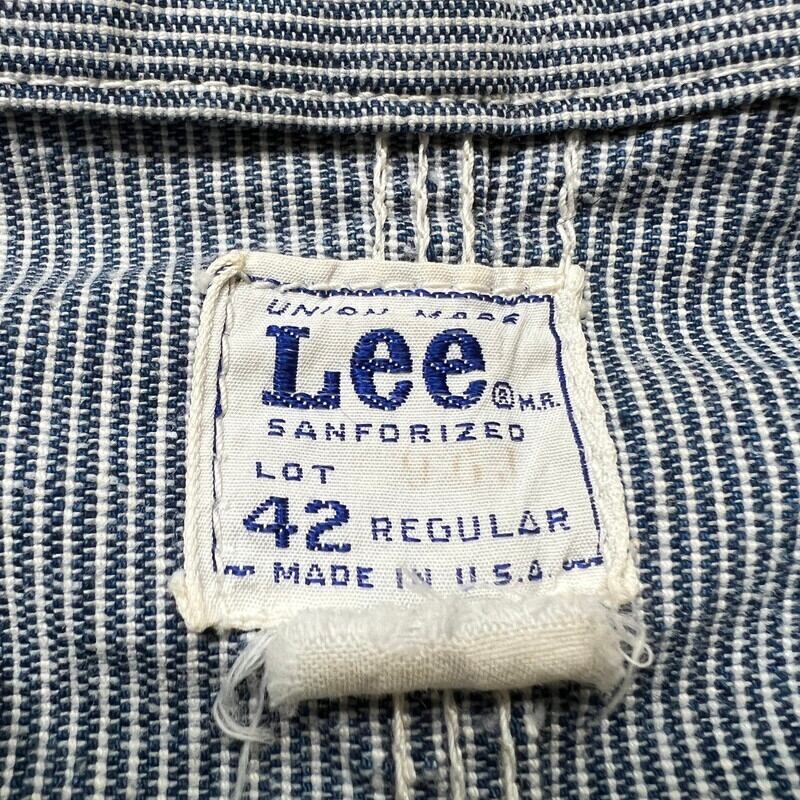 UNION MADE
Lee ® M.R.
SANFORIZED
LOT
42 REGULAR
MADE IN U.S.A.